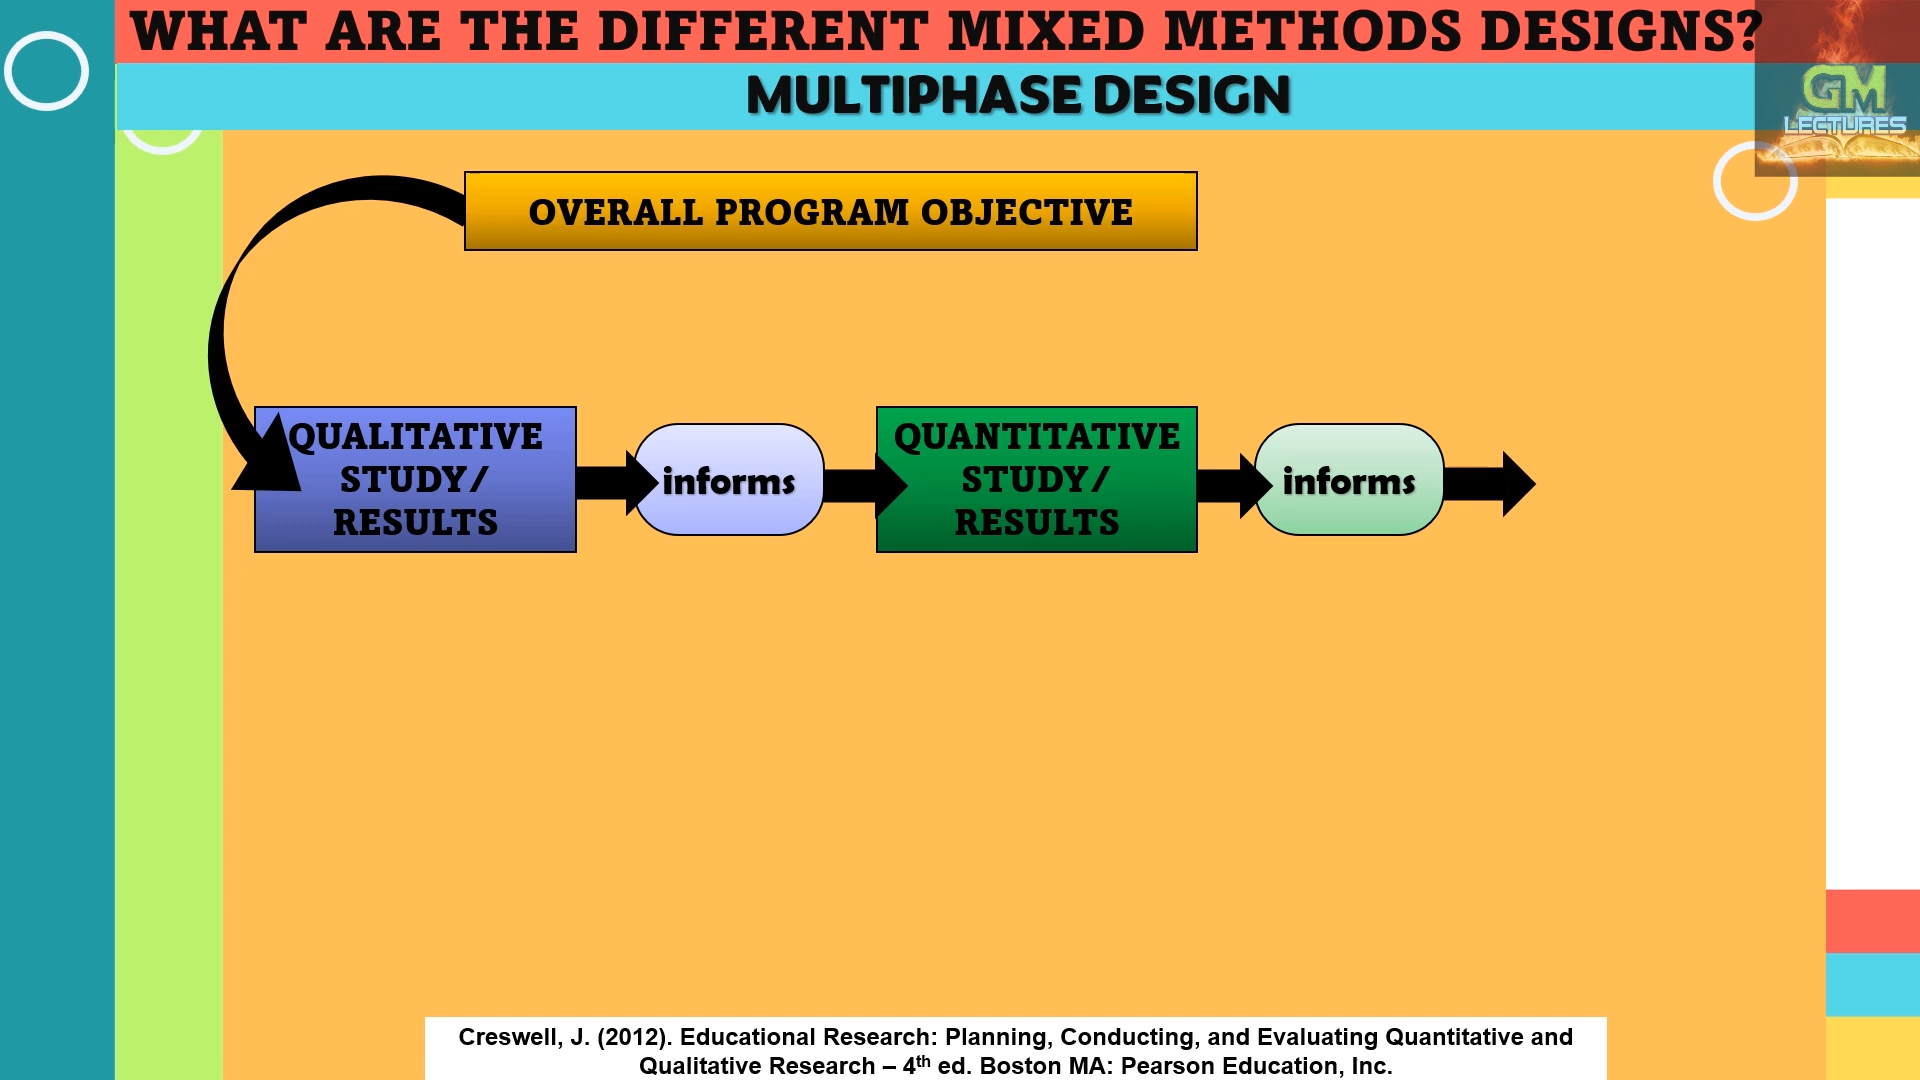 WHAT ARE THE DIFFERENT MIXED METHODS DESIGNS?
MULTIPHASE DESIGN
GM
LECTURES
OVERALL PROGRAM OBJECTIVE
QUALITATIVE
STUDY/
RESULTS
informs
QUANTITATIVE
STUDY/
RESULTS
informs
Creswell, J. (2012). Educational Research: Planning, Conducting, and Evaluating Quantitative and
Qualitative Research – 4th ed. Boston MA: Pearson Education, Inc.